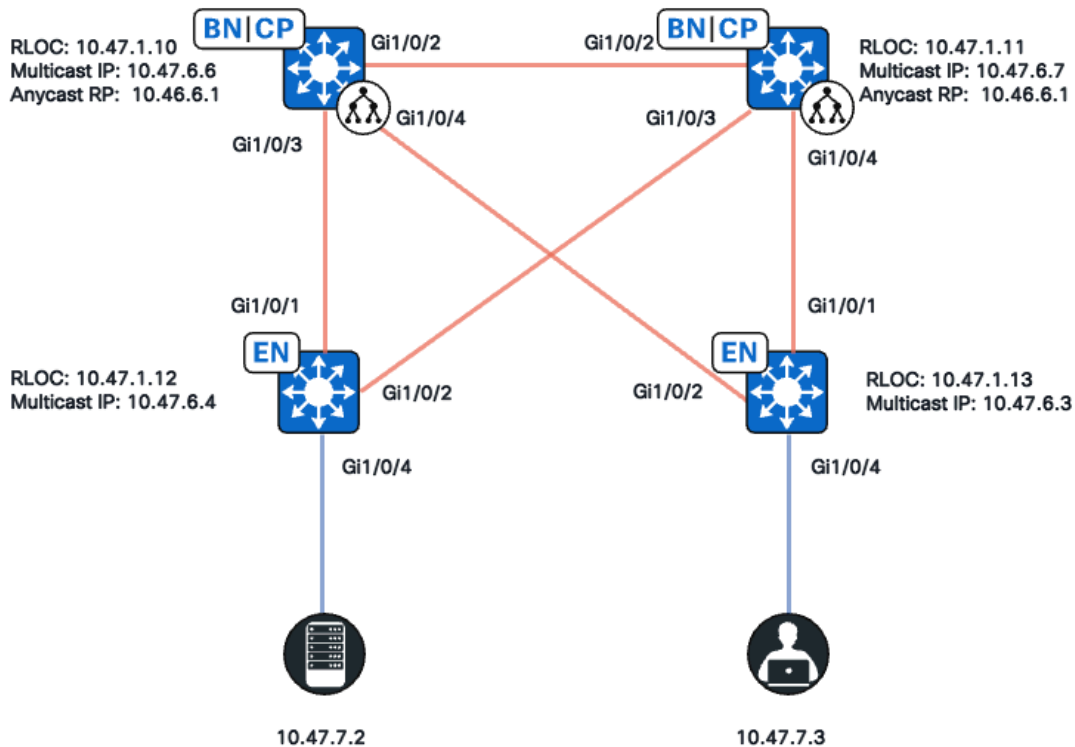 BN|CP
RLOC: 10.47.1.10
Multicast IP: 10.47.6.6
Anycast RP: 10.46.6.1
Gi1/0/2
Gi1/0/2
BN|CP
RLOC: 10.47.1.11
Multicast IP: 10.47.6.7
Anycast RP: 10.46.6.1
Gi1/0/4
Gi1/0/3
Gi1/0/3
Gi1/0/4
Gi1/0/1
Gi1/0/1
EN
EN
RLOC: 10.47.1.12
Multicast IP: 10.47.6.4
Gi1/0/2
Gi1/0/2
RLOC: 10.47.1.13
Multicast IP: 10.47.6.3
Gi1/0/4
Gi1/0/4
10.47.7.2
10.47.7.3